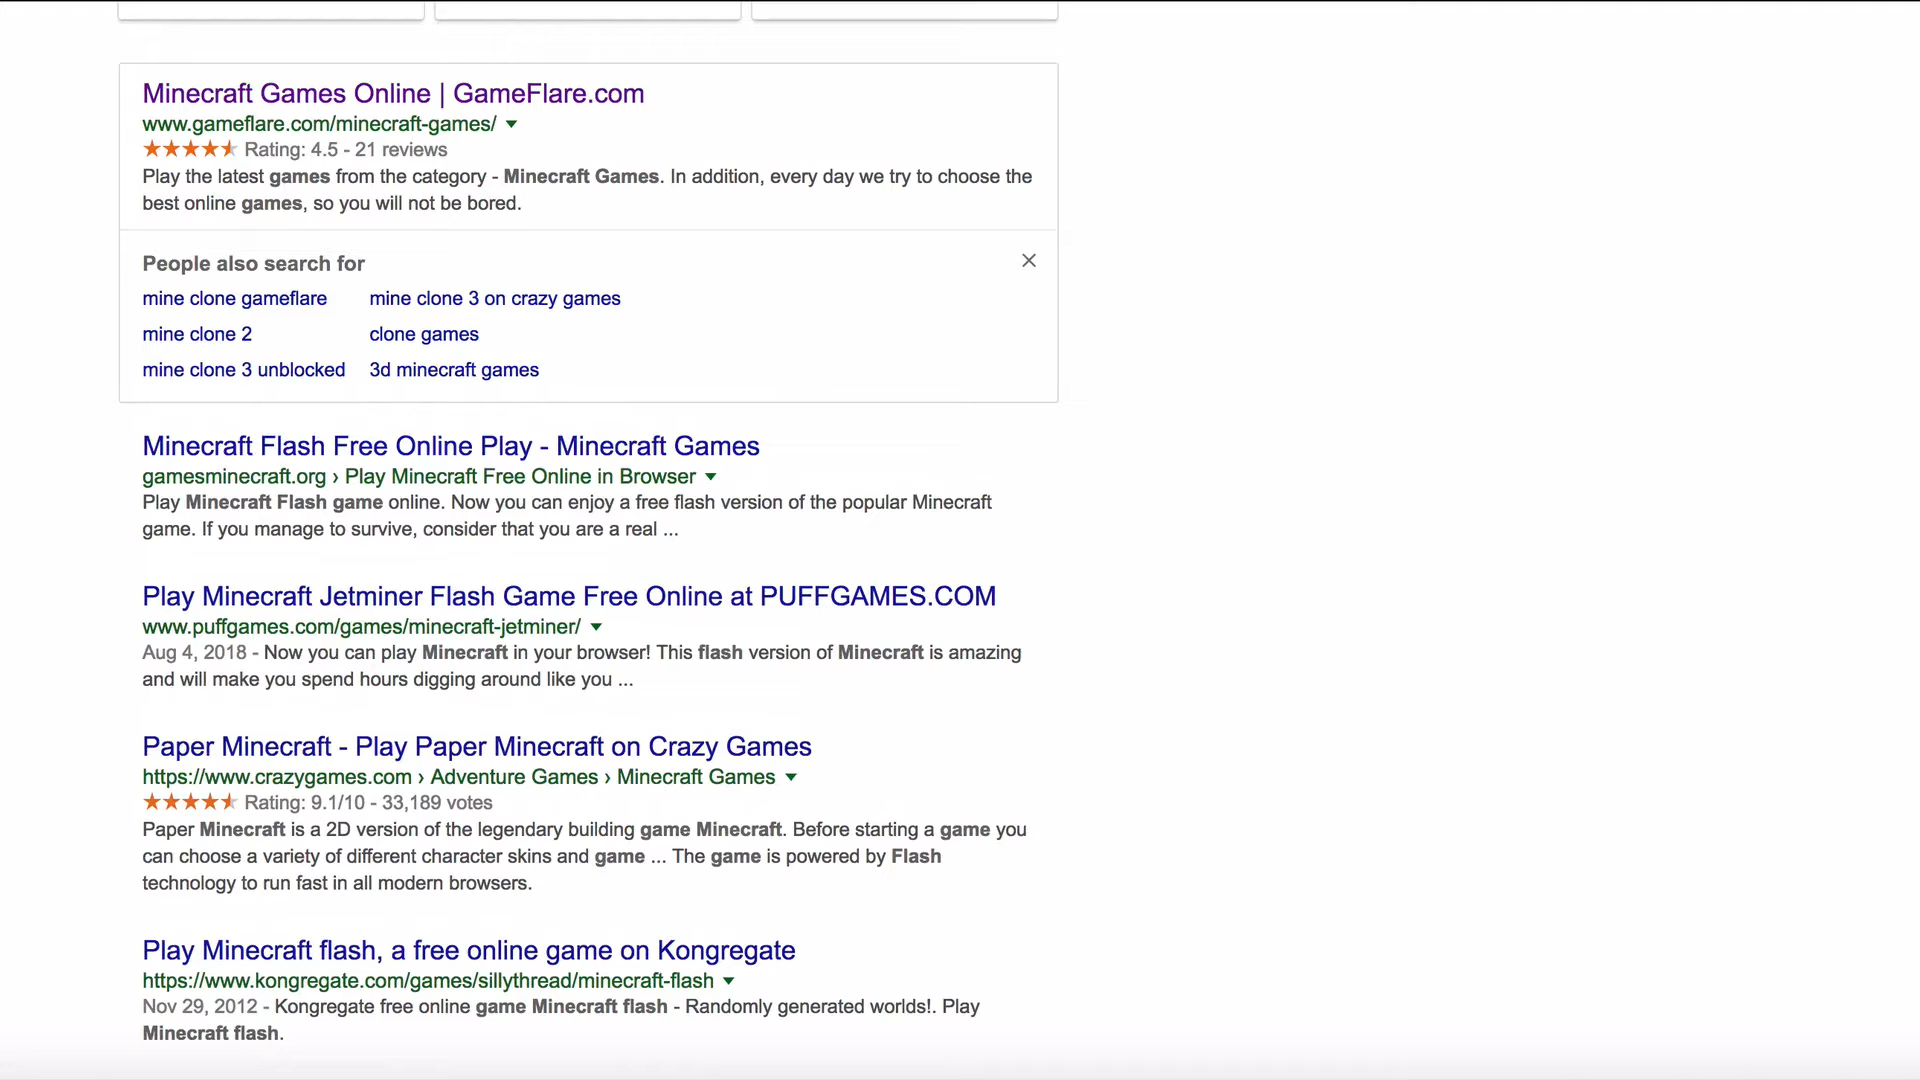 Minecraft Games Online | GameFlare.com
www.gameflare.com/minecraft-games/
Rating: 4.5 - 21 reviews
Play the latest games from the category - Minecraft Games. In addition, every day we try to choose the
best online games, so you will not be bored.
People also search for
mine clone gameflare mine clone 3 on crazy games
mine clone 2 clone games
mine clone 3 unblocked 3d minecraft games
Minecraft Flash Free Online Play - Minecraft Games
gamesminecraft.org › Play Minecraft Free Online in Browser
Play Minecraft Flash game online. Now you can enjoy a free flash version of the popular Minecraft
game. If you manage to survive, consider that you are a real ...
Play Minecraft Jetminer Flash Game Free Online at PUFFGAMES.COM
www.puffgames.com/games/minecraft-jetminer/
Aug 4, 2018 - Now you can play Minecraft in your browser! This flash version of Minecraft is amazing
and will make you spend hours digging around like you ...
Paper Minecraft - Play Paper Minecraft on Crazy Games
https://www.crazygames.com › Adventure Games › Minecraft Games
Rating: 9.1/10 - 33,189 votes
Paper Minecraft is a 2D version of the legendary building game Minecraft. Before starting a game you
can choose a variety of different character skins and game ... The game is powered by Flash
technology to run fast in all modern browsers.
Play Minecraft flash, a free online game on Kongregate
https://www.kongregate.com/games/sillythread/minecraft-flash
Nov 29, 2012 - Kongregate free online game Minecraft flash - Randomly generated worlds!. Play
Minecraft flash.